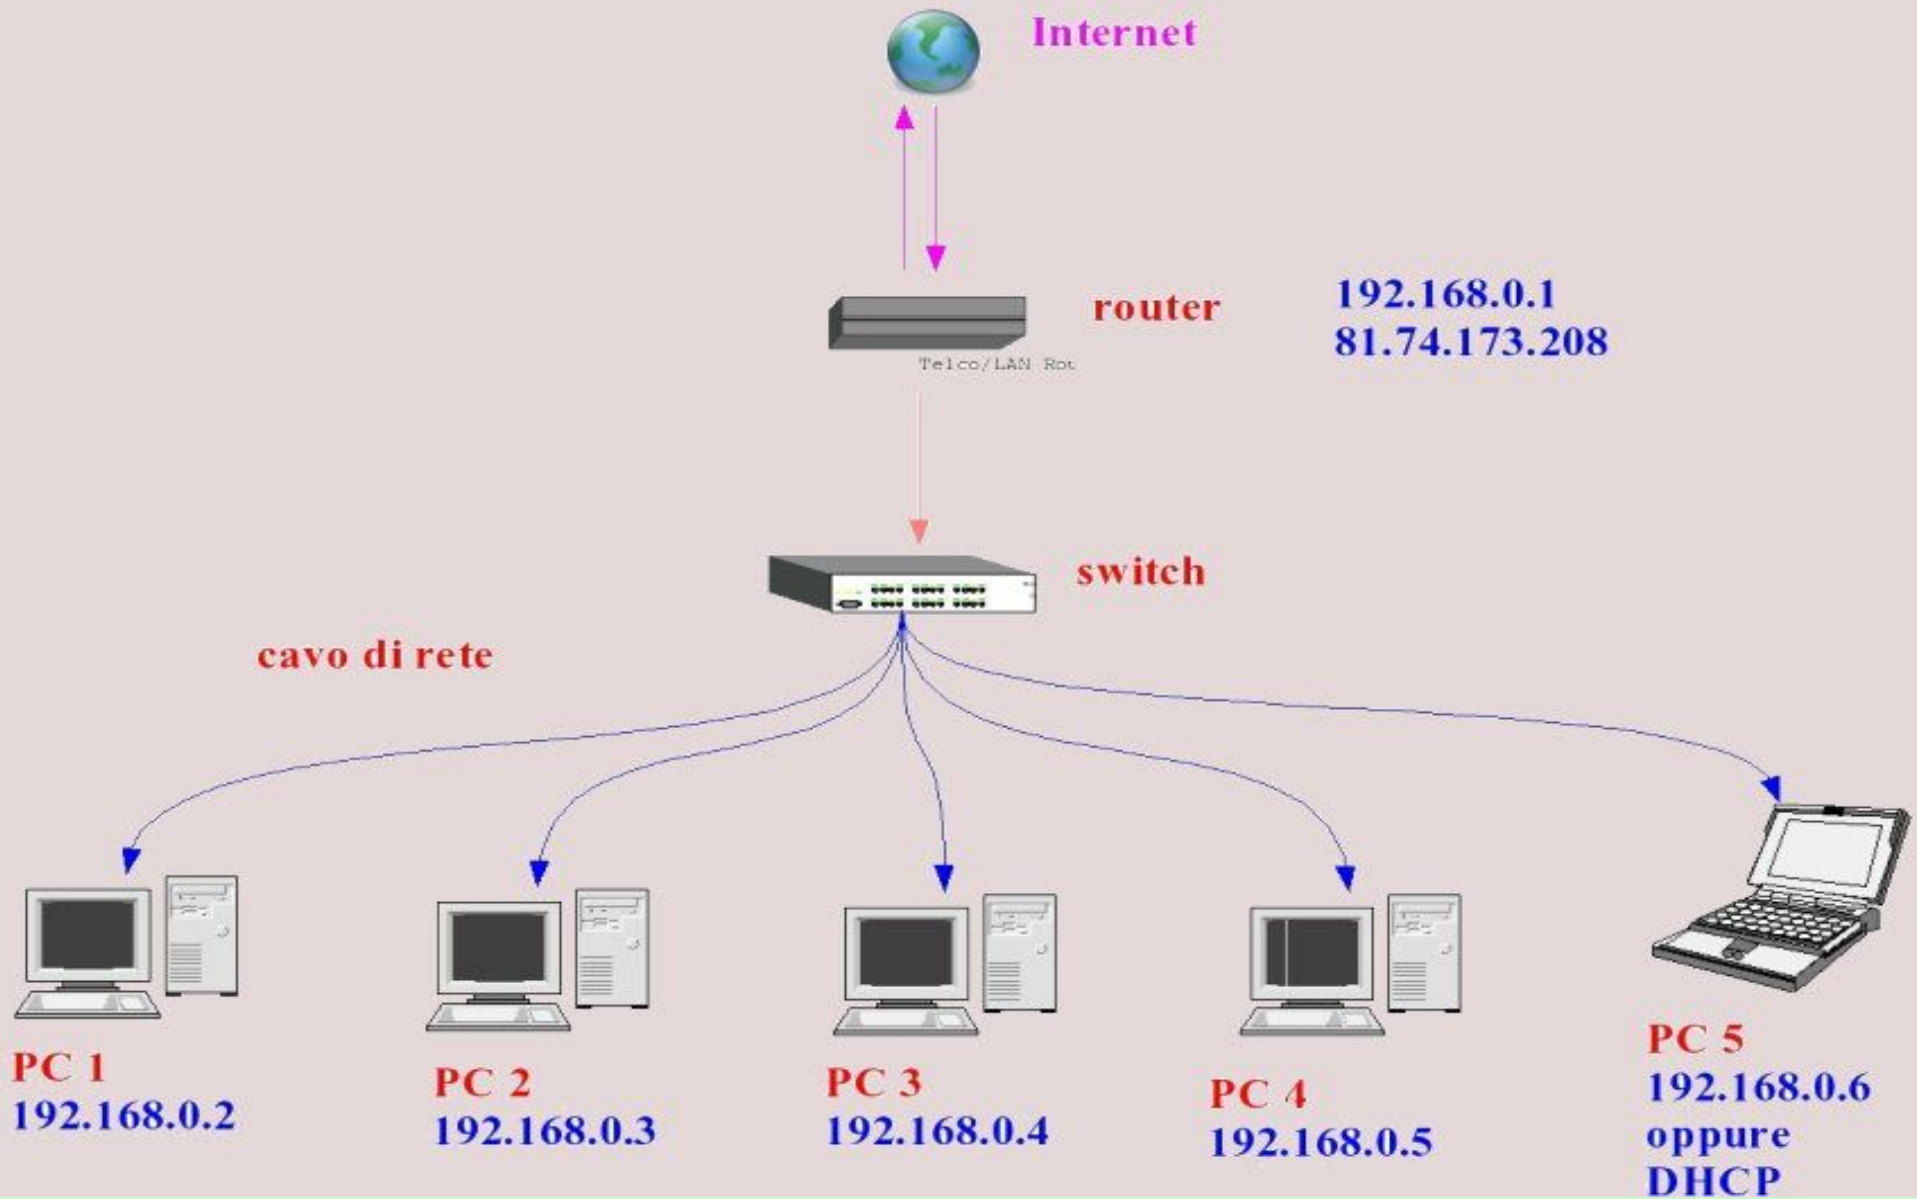 Internet
router
192.168.0.1
81.74.173.208
Telco/LAN Rou
switch
cavo di rete
PC 1
192.168.0.2
PC 2
192.168.0.3
PC 3
192.168.0.4
PC 4
192.168.0.5
PC 5
192.168.0.6
oppure
DHCP